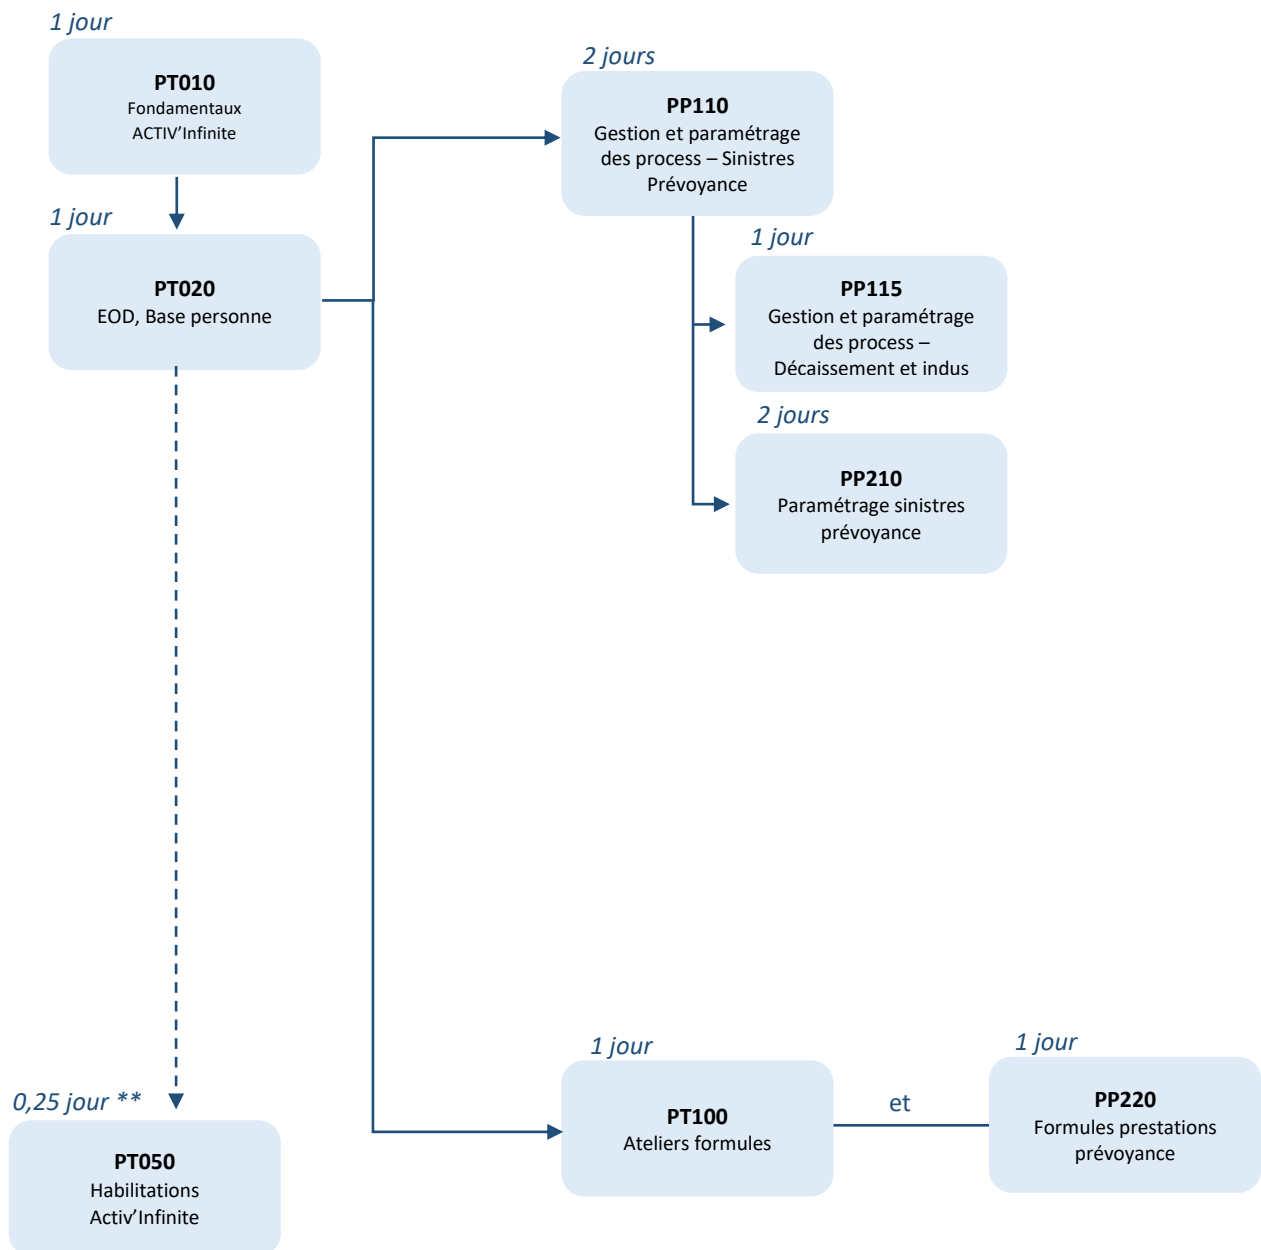 1 jour
PT010
Fondamentaux
ACTIV’Infinite
1 jour
PT020
EOD, Base personne
2 jours
PP110
Gestion et paramétrage
des process – Sinistres
Prévoyance
1 jour
PP115
Gestion et paramétrage
des process –
Décaissement et indus
2 jours
PP210
Paramétrage sinistres
prévoyance
0,25 jour **
PT050
Habilitations
Activ’Infinite
1 jour
PT100
Ateliers formules
et
1 jour
PP220
Formules prestations
prévoyance